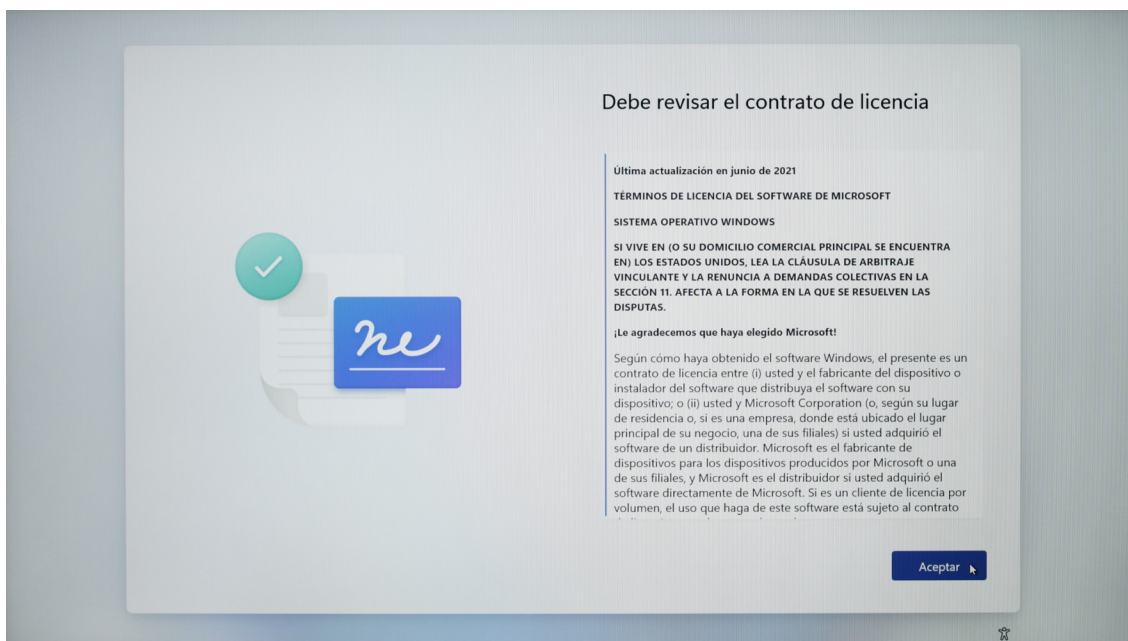 Debe revisar el contrato de licencia
Última actualización en junio de 2021
TÉRMINOS DE LICENCIA DEL SOFTWARE DE MICROSOFT
SISTEMA OPERATIVO WINDOWS
SI VIVE EN (O SU DOMICILIO COMERCIAL PRINCIPAL SE ENCUENTRA
EN) LOS ESTADOS UNIDOS, LEA LA CLÁUSULA DE ARBITRAJE
VINCULANTE Y LA RENUNCIA A DEMANDAS COLECTIVAS EN LA
SECCIÓN 11. AFECTA A LA FORMA EN LA QUE SE RESUELVEN LAS
DISPUTAS.
¡Le agradecemos que haya elegido Microsoft!
Según cómo haya obtenido el software Windows, el presente es un
contrato de licencia entre (i) usted y el fabricante del dispositivo o
instalador del software que distribuya el software con su
dispositivo; o (ii) usted y Microsoft Corporation (o, según su lugar
de residencia o, si es una empresa, donde está ubicado el lugar
principal de su negocio, una de sus filiales) si usted adquirió el
software de un distribuidor. Microsoft es el fabricante de
dispositivos para los dispositivos producidos por Microsoft o una
de sus filiales, y Microsoft es el distribuidor si usted adquirió el
software directamente de Microsoft. Si es un cliente de licencia por
volumen, el uso que haga de este software está sujeto al contrato
Aceptar